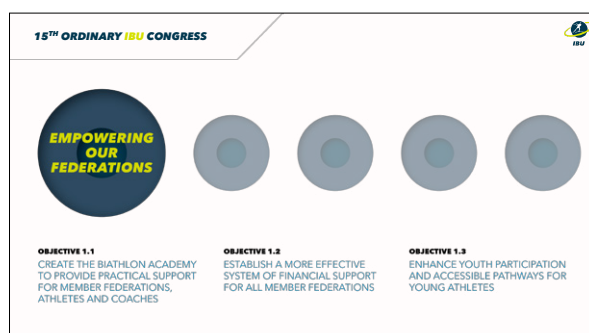 15TH ORDINARY IBU CONGRESS
IBU
EMPOWERING
OUR
FEDERATIONS
OBJECTIVE 1.1
CREATE THE BIATHLON ACADEMY
TO PROVIDE PRACTICAL SUPPORT
FOR MEMBER FEDERATIONS,
ATHLETES AND COACHES
OBJECTIVE 1.2
ESTABLISH A MORE EFFECTIVE
SYSTEM OF FINANCIAL SUPPORT
FOR ALL MEMBER FEDERATIONS
OBJECTIVE 1.3
ENHANCE YOUTH PARTICIPATION
AND ACCESSIBLE PATHWAYS FOR
YOUNG ATHLETES